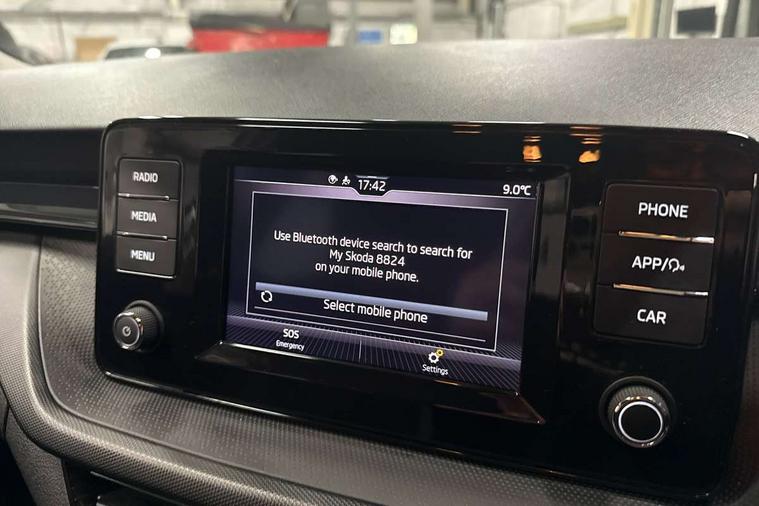 RADIO
MEDIA
MENU
17:42
9.0°C
Use Bluetooth device search to search for
My Skoda 8824
on your mobile phone.
Select mobile phone
SOS
Emergency
Settings
PHONE
APP/
CAR